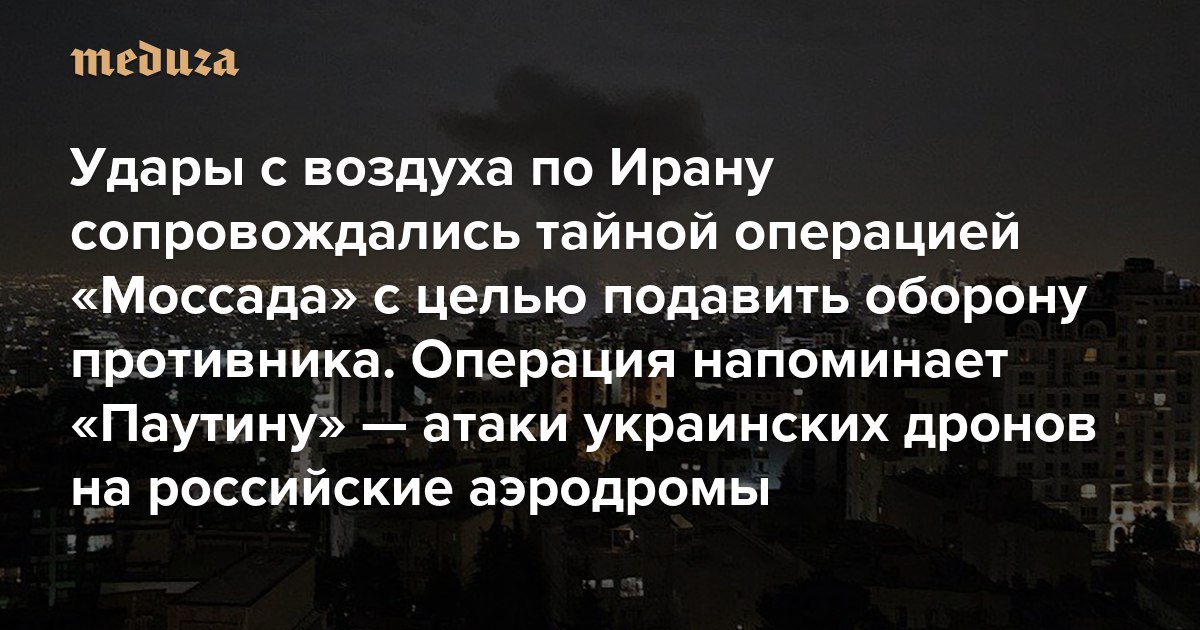 meduza
Удары с воздуха по Ирану
сопровождались тайной операцией
«Моссада» с целью подавить оборону
противника. Операция напоминает
«Паутину» — атаки украинских дронов
на российские аэродромы